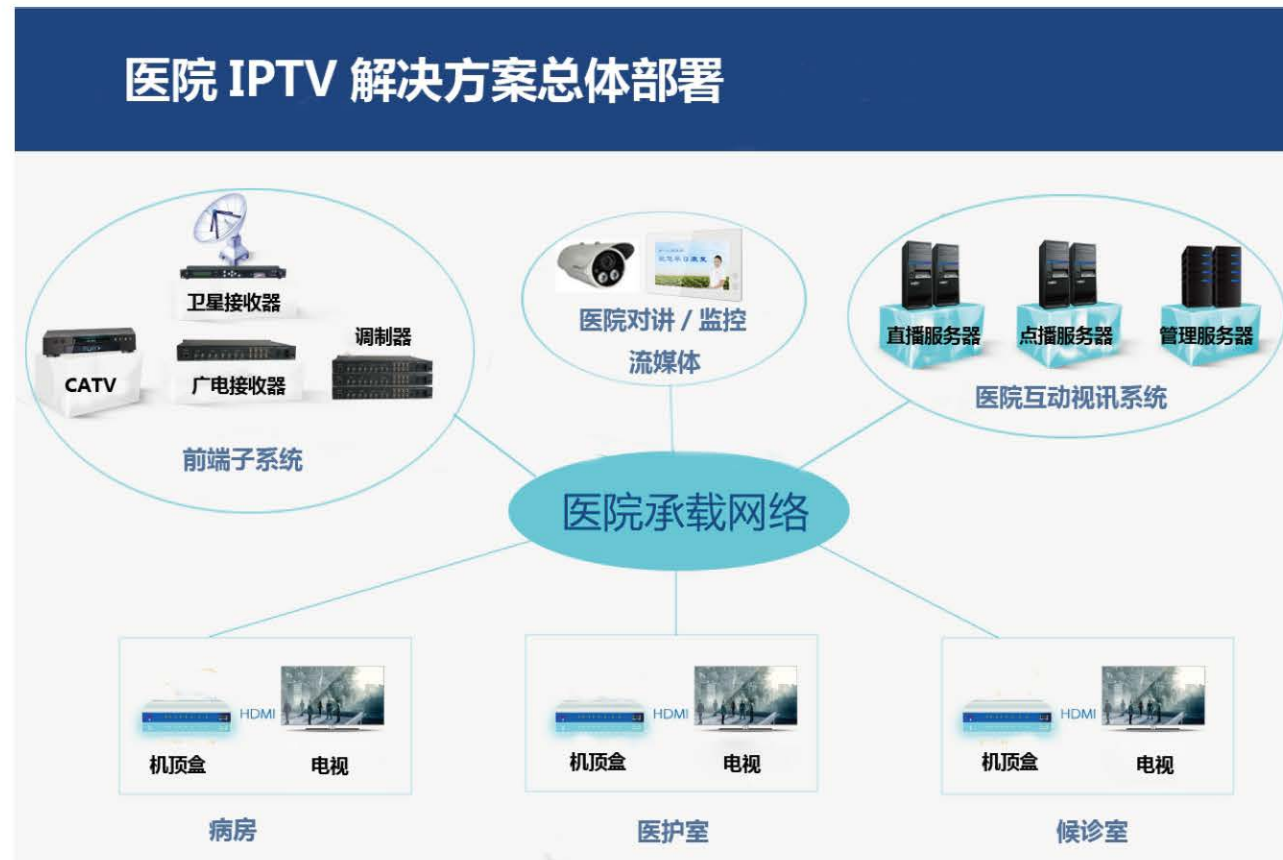 医院 IPTV 解决方案总体部署
卫星接收器
CATV
广电接收器
调制器
前端子系统
医院对讲 / 监控
流媒体
直播服务器
点播服务器
管理服务器
医院互动视讯系统
医院承载网络
HDMI
机顶盒
电视
病房
HDMI
机顶盒
电视
医护室
HDMI
机顶盒
电视
候诊室